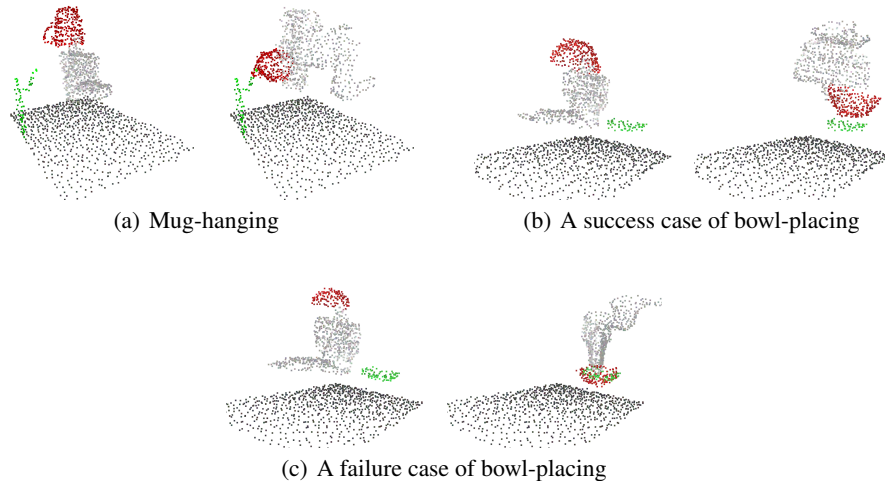 (a) Mug-hanging
(b) A success case of bowl-placing
(c) A failure case of bowl-placing